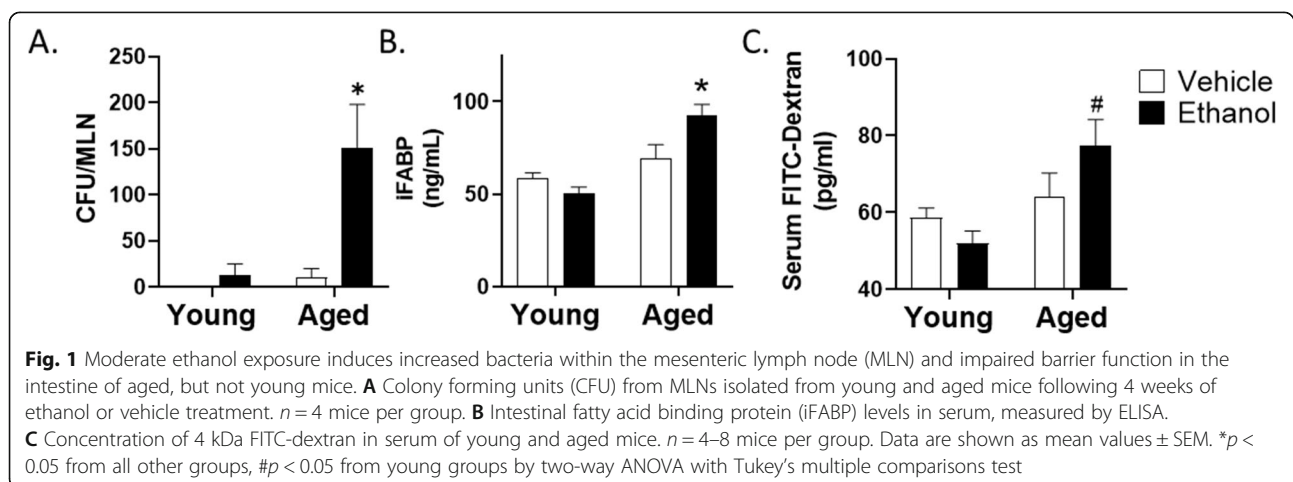 A.
250
200
150
100
50
0
CFU/MLN
*
Young Aged
B.
100
50
0
iFABP
(ng/mL)
*
Young Aged
C.
100
80
60
40
Serum FITC-Dextran
(pg/ml)
#
Young Aged
Vehicle
Ethanol
Fig. 1 Moderate ethanol exposure induces increased bacteria within the mesenteric lymph node (MLN) and impaired barrier function in the
intestine of aged, but not young mice. A Colony forming units (CFU) from MLNs isolated from young and aged mice following 4 weeks of
ethanol or vehicle treatment. n = 4 mice per group. B Intestinal fatty acid binding protein (iFABP) levels in serum, measured by ELISA.
C Concentration of 4 kDa FITC-dextran in serum of young and aged mice. n = 4–8 mice per group. Data are shown as mean values ± SEM. *p <
0.05 from all other groups, #p < 0.05 from young groups by two-way ANOVA with Tukey’s multiple comparisons test